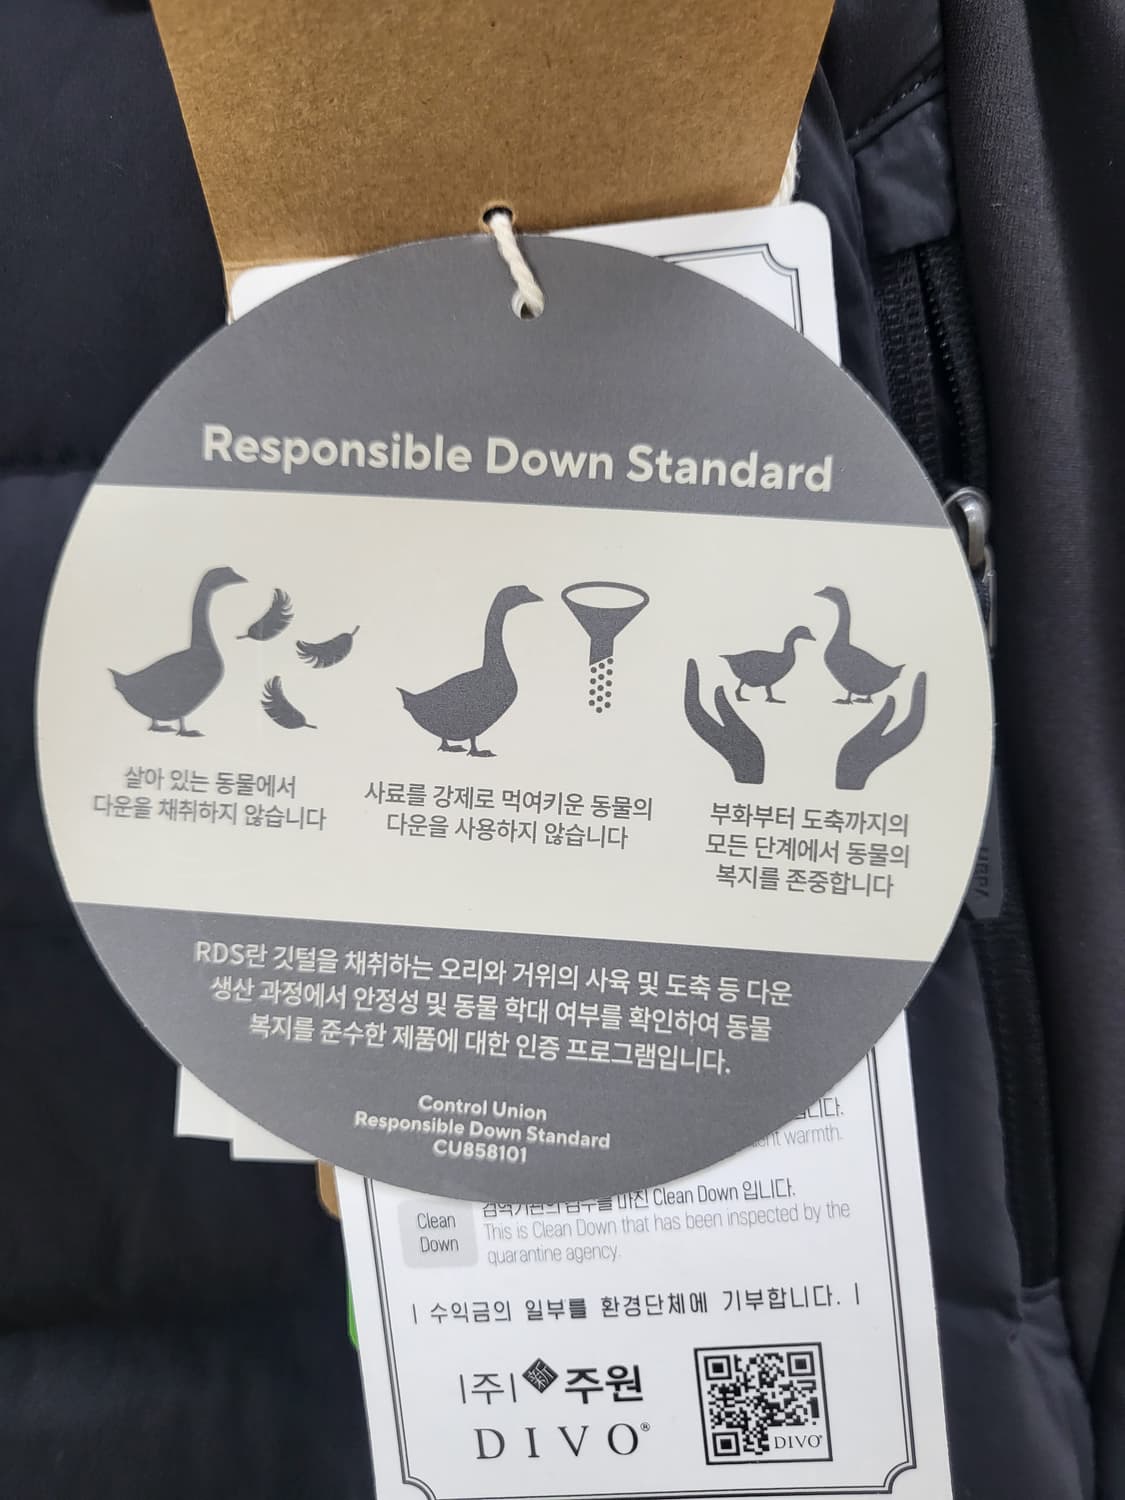 Responsible Down Standard
살아 있는 동물에서
다운을 채취하지 않습니다
사료를 강제로 먹여키운 동물의
다운을 사용하지 않습니다
부화부터 도축까지의
모든 단계에서 동물의
복지를 존중합니다
RDS란 깃털을 채취하는 오리와 거위의 사육 및 도축 등 다운
생산 과정에서 안정성 및 동물 학대 여부를 확인하여 동물
복지를 준수한 제품에 대한 인증 프로그램입니다.
Control Union
Responsible Down Standard
CU858101
warmth.
Clean
Down
마친 Clean Down 입니다.
This is Clean Down that has been inspected by the
quarantine agency.
| 수익금의 일부를 환경단체에 기부합니다. |
|주| 주원
DIVO®
DIVO®